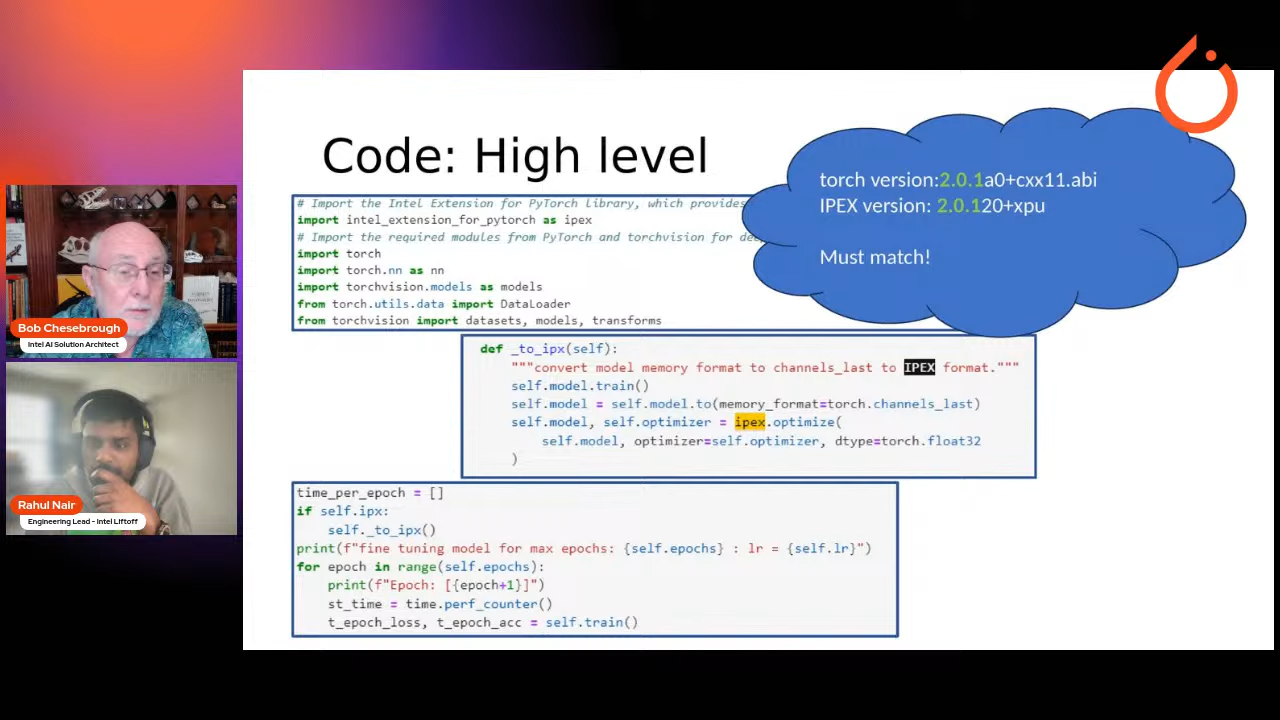 Code: High level
torch version:2.0.1a0+cxx11.abi
IPEX version: 2.0.120+xpu
Must match!
# Import the Intel Extension for PyTorch library, which provides
import intel_extension_for_pytorch as ipex
# Import the required modules from PyTorch and torchvision for
import torch
import torch.nn as nn
import torchvision.models as models
from torch.utils.data import DataLoader
from torchvision import datasets, models, transforms
def _to_ipx(self):
"""convert model memory format to channels_last to IPEX format."""
self.model.train()
self.model = self.model.to(memory_format=torch.channels_last)
self.model, self.optimizer = ipex.optimize(
self.model, optimizer=self.optimizer, dtype=torch.float32
)
time_per_epoch = []
if self.ipx:
self._to_ipx()
print(f"fine tuning model for max epochs: {self.epochs} : lr = {self.lr}")
for epoch in range(self.epochs):
print(f"Epoch: [{epoch+1}]")
st_time = time.perf_counter()
t_epoch_loss, t_epoch_acc = self.train()
Bob Chesebrough
Intel AI Solution Architect
Rahul Nair
Engineering Lead - Intel Liftoff